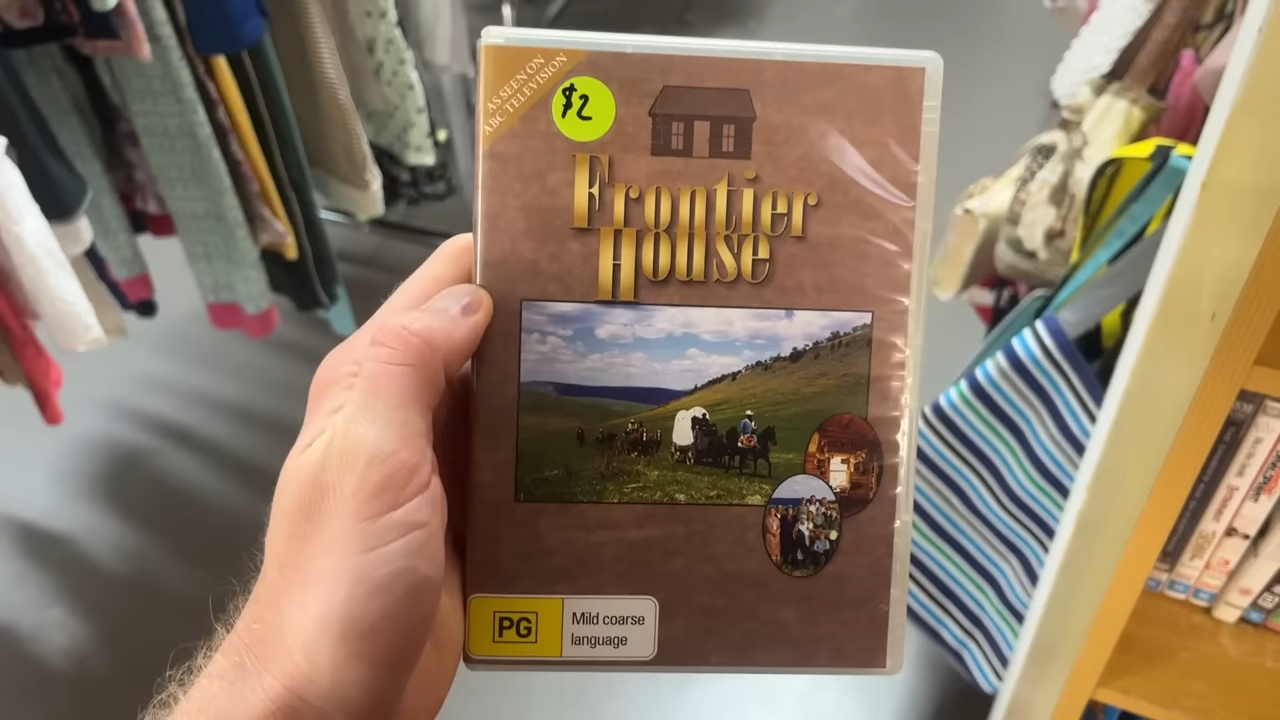 AS SEEN ON
ABC TELEVISION
$2
Frontier
House
PG
Mild coarse
language